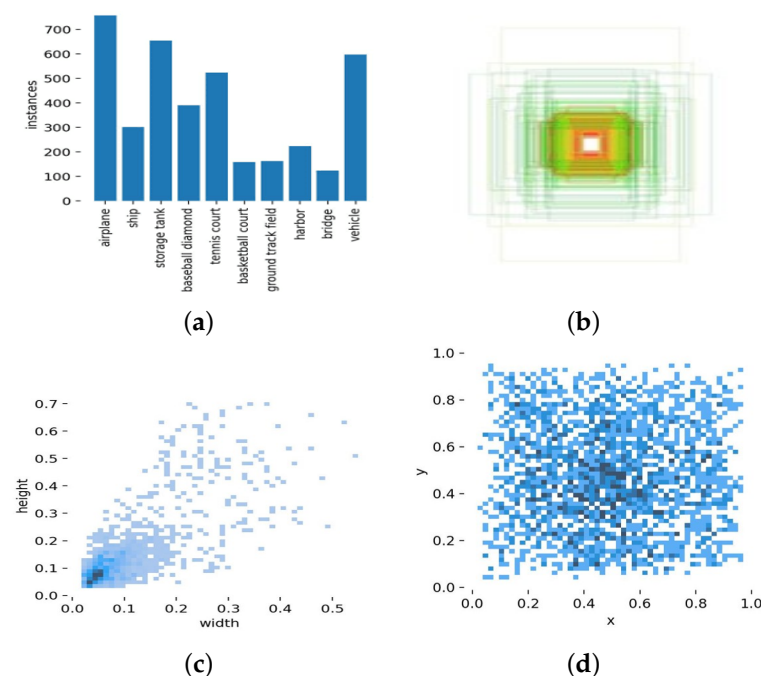 700
600
500
400
300
200
100
0
instances
airplane
ship
storage tank
baseball diamond
tennis court
basketball court
ground track field
harbor
bridge
vehicle
(a)
(b)
0.7
0.6
0.5
0.4
0.3
0.2
0.1
0.0
height
0.0 0.1 0.2 0.3 0.4 0.5
width
(c)
1.0
0.8
0.6
0.4
0.2
0.0
y
0.0 0.2 0.4 0.6 0.8 1.0
x
(d)